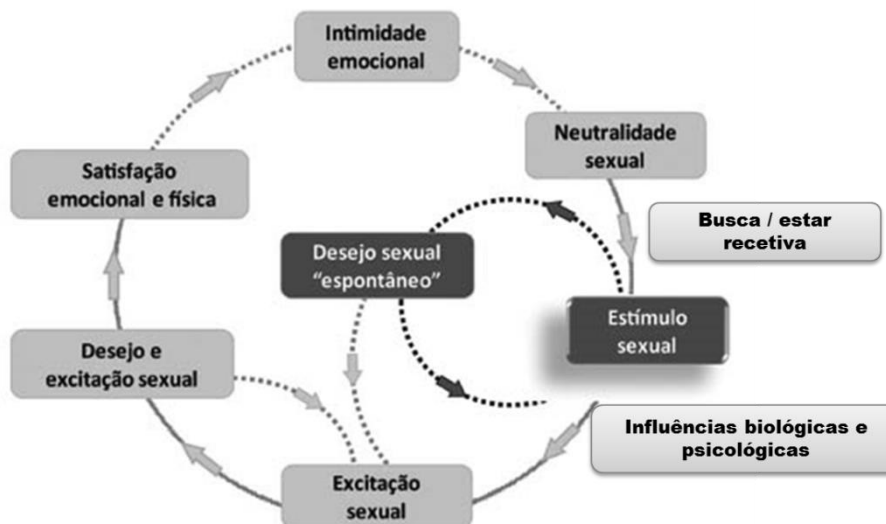 Intimidade
emocional
Neutralidade
sexual
Busca / estar
recetiva
Estímulo
sexual
Influências biológicas e
psicológicas
Excitação
sexual
Desejo e
excitação sexual
Satisfação
emocional e física
Desejo sexual
“espontâneo”